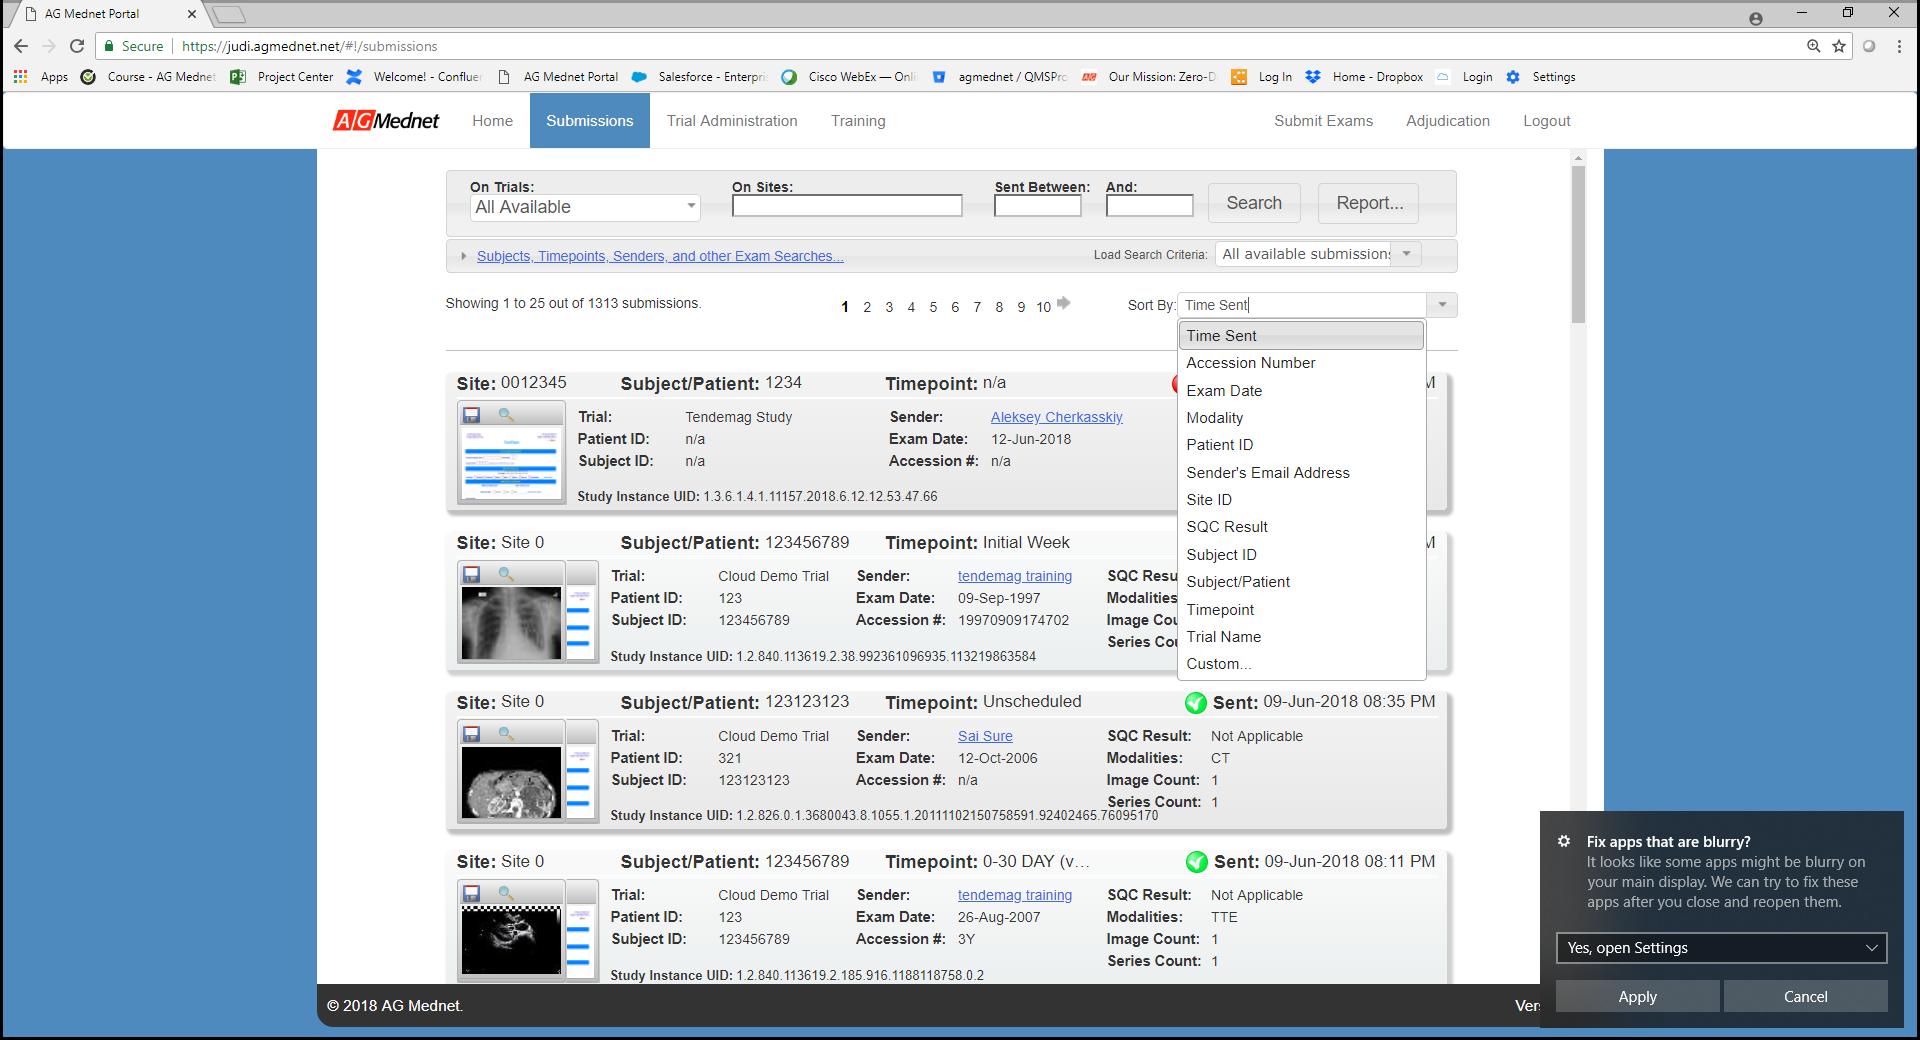 AG Mednet Portal
Secure https://judi.agmednet.net/#!/submissions
Apps Course - AG Mednet Project Center Welcome! - Confluen AG Mednet Portal Salesforce - Enterpri Cisco WebEx — Onli agmednet / QMSPro Our Mission: Zero-D Log In Home - Dropbox Login Settings
AG Mednet Home Submissions Trial Administration Training Submit Exams Adjudication Logout
On Trials: On Sites: Sent Between: And:
All Available Search Report...
Subjects, Timepoints, Senders, and other Exam Searches... Load Search Criteria: All available submissions
Showing 1 to 25 out of 1313 submissions. 1 2 3 4 5 6 7 8 9 10 Sort By: Time Sent
Time Sent
Accession Number
Exam Date
Modality
Patient ID
Sender's Email Address
Site ID
SQC Result
Subject ID
Subject/Patient
Timepoint
Trial Name
Custom...
Site: 0012345 Subject/Patient: 1234 Timepoint: n/a M
Trial: Tendemag Study Sender: Aleksey Cherkasskiy
Patient ID: n/a Exam Date: 12-Jun-2018
Subject ID: n/a Accession #: n/a
Study Instance UID: 1.3.6.1.4.1.11157.2018.6.12.12.53.47.66
Site: Site 0 Subject/Patient: 123456789 Timepoint: Initial Week M
Trial: Cloud Demo Trial Sender: tendemag training SQC Resu
Patient ID: 123 Exam Date: 09-Sep-1997 Modalities
Subject ID: 123456789 Accession #: 19970909174702 Image Cou
Series Cou
Study Instance UID: 1.2.840.113619.2.38.992361096935.113219863584
Site: Site 0 Subject/Patient: 123123123 Timepoint: Unscheduled Sent: 09-Jun-2018 08:35 PM
Trial: Cloud Demo Trial Sender: Sai Sure SQC Result: Not Applicable
Patient ID: 321 Exam Date: 12-Oct-2006 Modalities: CT
Subject ID: 123123123 Accession #: n/a Image Count: 1
Series Count: 1
Study Instance UID: 1.2.826.0.1.3680043.8.1055.1.20111102150758591.92402465.76095170
Site: Site 0 Subject/Patient: 123456789 Timepoint: 0-30 DAY (v... Sent: 09-Jun-2018 08:11 PM
Trial: Cloud Demo Trial Sender: tendemag training SQC Result: Not Applicable
Patient ID: 123 Exam Date: 26-Aug-2007 Modalities: TTE
Subject ID: 123456789 Accession #: 3Y Image Count: 1
Series Count: 1
Study Instance UID: 1.2.840.113619.2.185.916.1188118758.0.2
© 2018 AG Mednet. Ver
Fix apps that are blurry?
It looks like some apps might be blurry on
your main display. We can try to fix these
apps after you close and reopen them.
Yes, open Settings
Apply Cancel